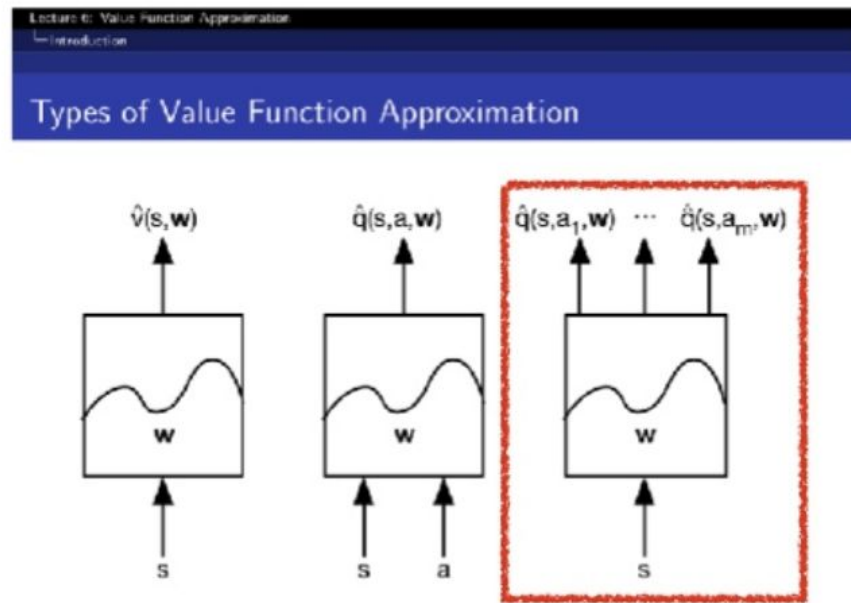 Lecture 6: Value Function Approximation
Introduction
Types of Value Function Approximation
v̂(s,w) q̂(s,a,w) q̂(s,a₁,w) ··· q̂(s,aₘ,w)
w w w
s s a s